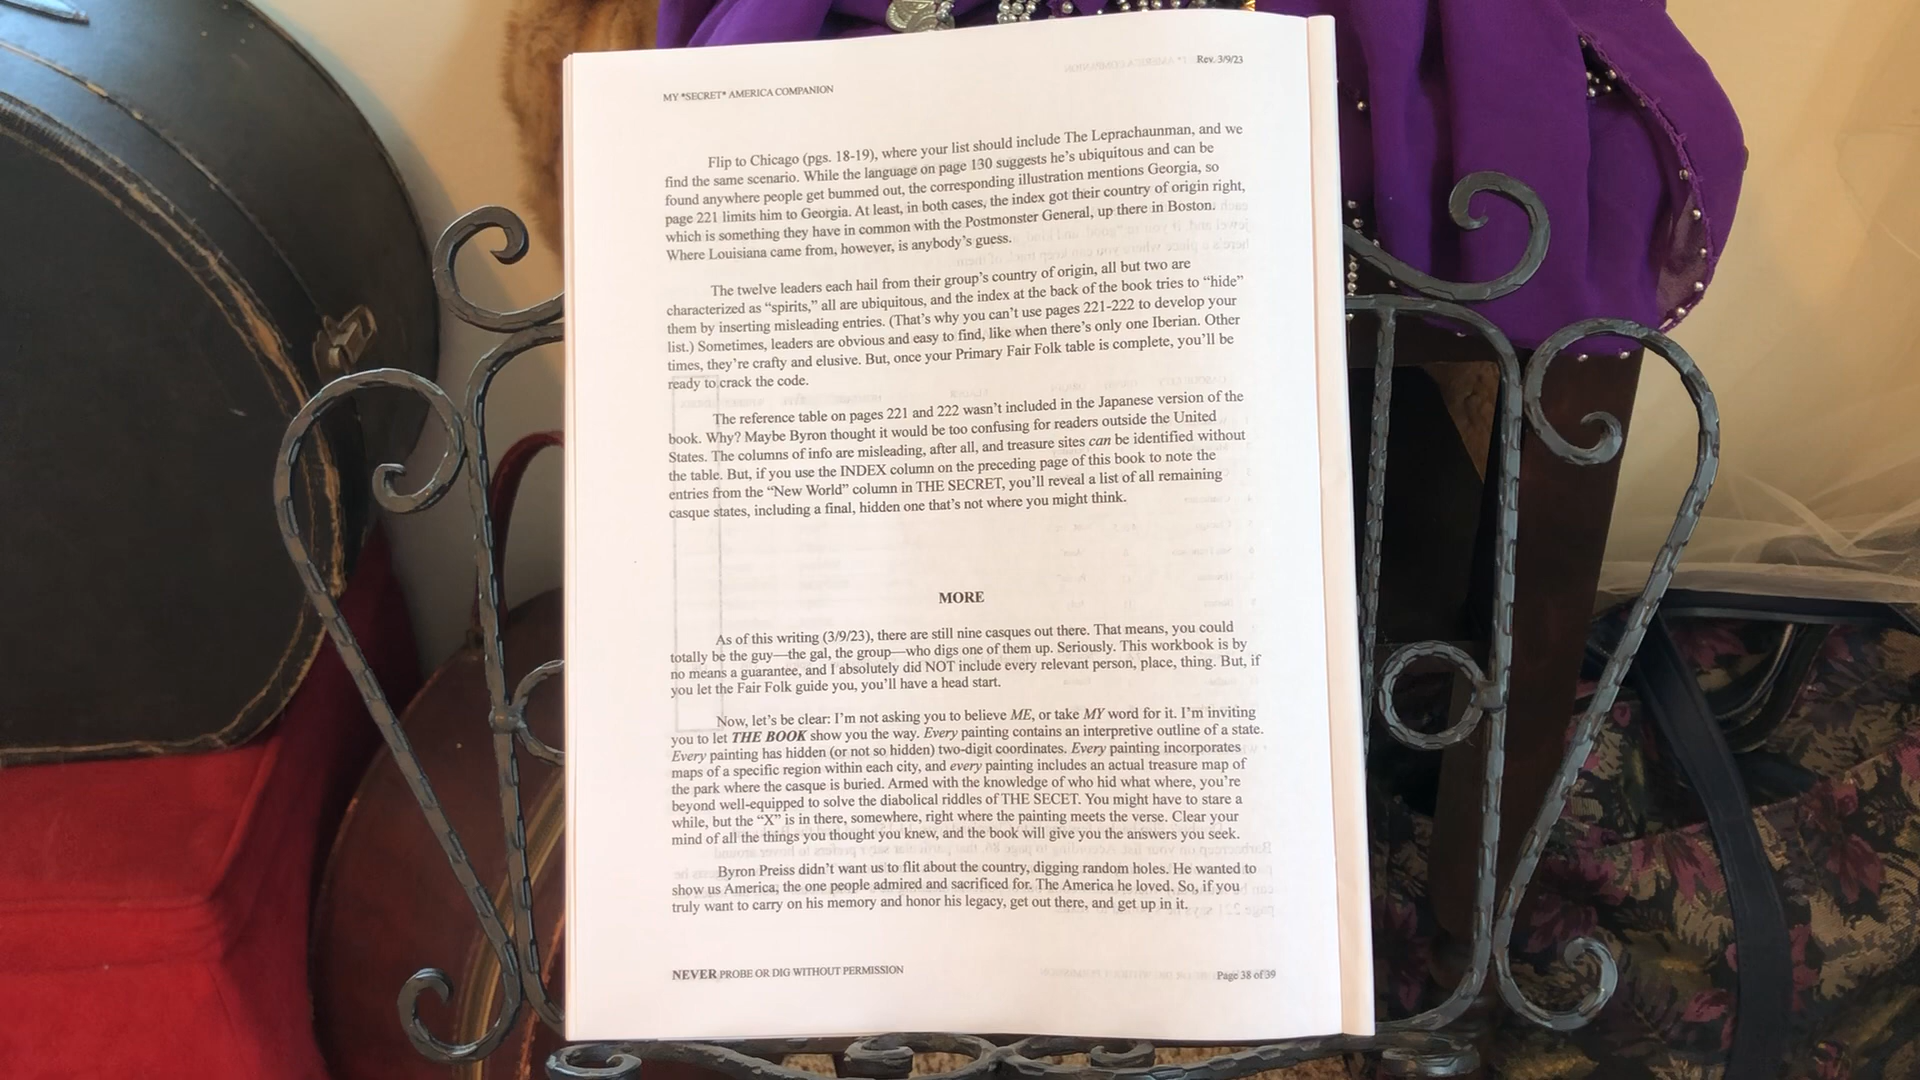 MY *SECRET* AMERICA COMPANION
Rev. 3/9/23
Flip to Chicago (pgs. 18-19), where your list should include The Leprachaunman, and we
find the same scenario. While the language on page 130 suggests he's ubiquitous and can be
found anywhere people get bummed out, the corresponding illustration mentions Georgia, so
page 221 limits him to Georgia. At least, in both cases, the index got their country of origin right,
which is something they have in common with the Postmonster General, up there in Boston.
Where Louisiana came from, however, is anybody's guess.
The twelve leaders each hail from their group's country of origin, all but two are
characterized as "spirits," all are ubiquitous, and the index at the back of the book tries to "hide"
them by inserting misleading entries. (That's why you can't use pages 221-222 to develop your
list.) Sometimes, leaders are obvious and easy to find, like when there's only one Iberian. Other
times, they're crafty and elusive. But, once your Primary Fair Folk table is complete, you'll be
ready to crack the code.
The reference table on pages 221 and 222 wasn't included in the Japanese version of the
book. Why? Maybe Byron thought it would be too confusing for readers outside the United
States. The columns of info are misleading, after all, and treasure sites can be identified without
the table. But, if you use the INDEX column on the preceding page of this book to note the
entries from the "New World" column in THE SECRET, you'll reveal a list of all remaining
casque states, including a final, hidden one that's not where you might think.
MORE
As of this writing (3/9/23), there are still nine casques out there. That means, you could
totally be the guy—the gal, the group—who digs one of them up. Seriously. This workbook is by
no means a guarantee, and I absolutely did NOT include every relevant person, place, thing. But, if
you let the Fair Folk guide you, you'll have a head start.
Now, let's be clear: I'm not asking you to believe ME, or take MY word for it. I'm inviting
you to let THE BOOK show you the way. Every painting contains an interpretive outline of a state.
Every painting has hidden (or not so hidden) two-digit coordinates. Every painting incorporates
maps of a specific region within each city, and every painting includes an actual treasure map of
the park where the casque is buried. Armed with the knowledge of who hid what where, you're
beyond well-equipped to solve the diabolical riddles of THE SECET. You might have to stare a
while, but the "X" is in there, somewhere, right where the painting meets the verse. Clear your
mind of all the things you thought you knew, and the book will give you the answers you seek.
Byron Preiss didn't want us to flit about the country, digging random holes. He wanted to
show us America; the one people admired and sacrificed for. The America he loved. So, if you
truly want to carry on his memory and honor his legacy, get out there, and get up in it.
NEVER PROBE OR DIG WITHOUT PERMISSION
Page 38 of 39